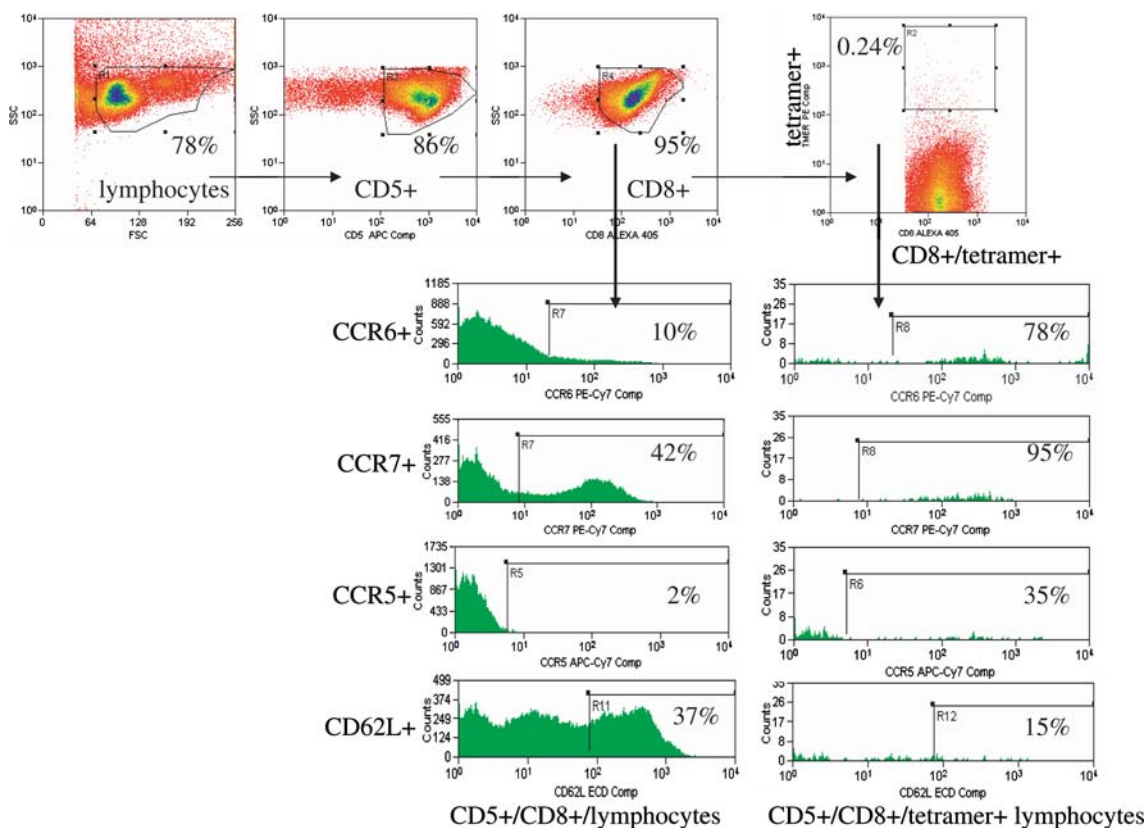 10⁴
10³
10²
10¹
10⁰
SSC
R1
78%
lymphocytes
0 64 128 192 256
FSC
10⁴
10³
10²
10¹
10⁰
SSC
R3
86%
CD5+
10⁰ 10¹ 10² 10³ 10⁴
CD5 APC Comp
10⁴
10³
10²
10¹
10⁰
SSC
R4
95%
CD8+
10⁰ 10¹ 10² 10³ 10⁴
CD8 ALEXA 405
10⁴
10³
10²
10¹
10⁰
tetramer+
TMER PE Comp
0.24%
R2
10⁰ 10¹ 10² 10³ 10⁴
CD8 ALEXA 405
CD8+/tetramer+
CCR6+
Counts
1185
888
592
296
0
R7
10%
10⁰ 10¹ 10² 10³ 10⁴
CCR6 PE-Cy7 Comp
Counts
35
26
17
8
0
R8
78%
10⁰ 10¹ 10² 10³ 10⁴
CCR6 PE-Cy7 Comp
CCR7+
Counts
555
416
277
138
0
R7
42%
10⁰ 10¹ 10² 10³ 10⁴
CCR7 PE-Cy7 Comp
Counts
35
26
17
8
0
R8
95%
10⁰ 10¹ 10² 10³ 10⁴
CCR7 PE-Cy7 Comp
CCR5+
Counts
1735
1301
867
433
0
R5
2%
10⁰ 10¹ 10² 10³ 10⁴
CCR5 APC-Cy7 Comp
Counts
35
26
17
8
0
R6
35%
10⁰ 10¹ 10² 10³ 10⁴
CCR5 APC-Cy7 Comp
CD62L+
Counts
499
374
249
124
0
R11
37%
10⁰ 10¹ 10² 10³ 10⁴
CD62L ECD Comp
Counts
35
26
17
8
0
R12
15%
10⁰ 10¹ 10² 10³ 10⁴
CD62L ECD Comp
CD5+/CD8+/lymphocytes
CD5+/CD8+/tetramer+ lymphocytes